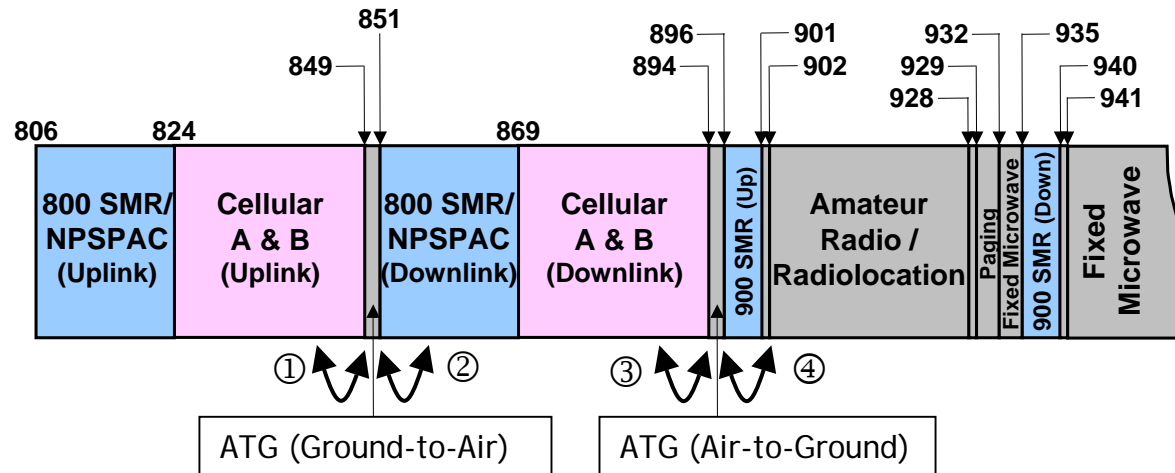 851
896
901
932
935
849
894
902
929
940
928
941
806
824
869
800 SMR/
NPSPAC
(Uplink)
Cellular
A & B
(Uplink)
800 SMR/
NPSPAC
(Downlink)
Cellular
A & B
(Downlink)
900 SMR (Up)
Amateur
Radio /
Radiolocation
Paging
Fixed Microwave
900 SMR (Down)
Fixed
Microwave
①
②
③
④
ATG (Ground-to-Air)
ATG (Air-to-Ground)